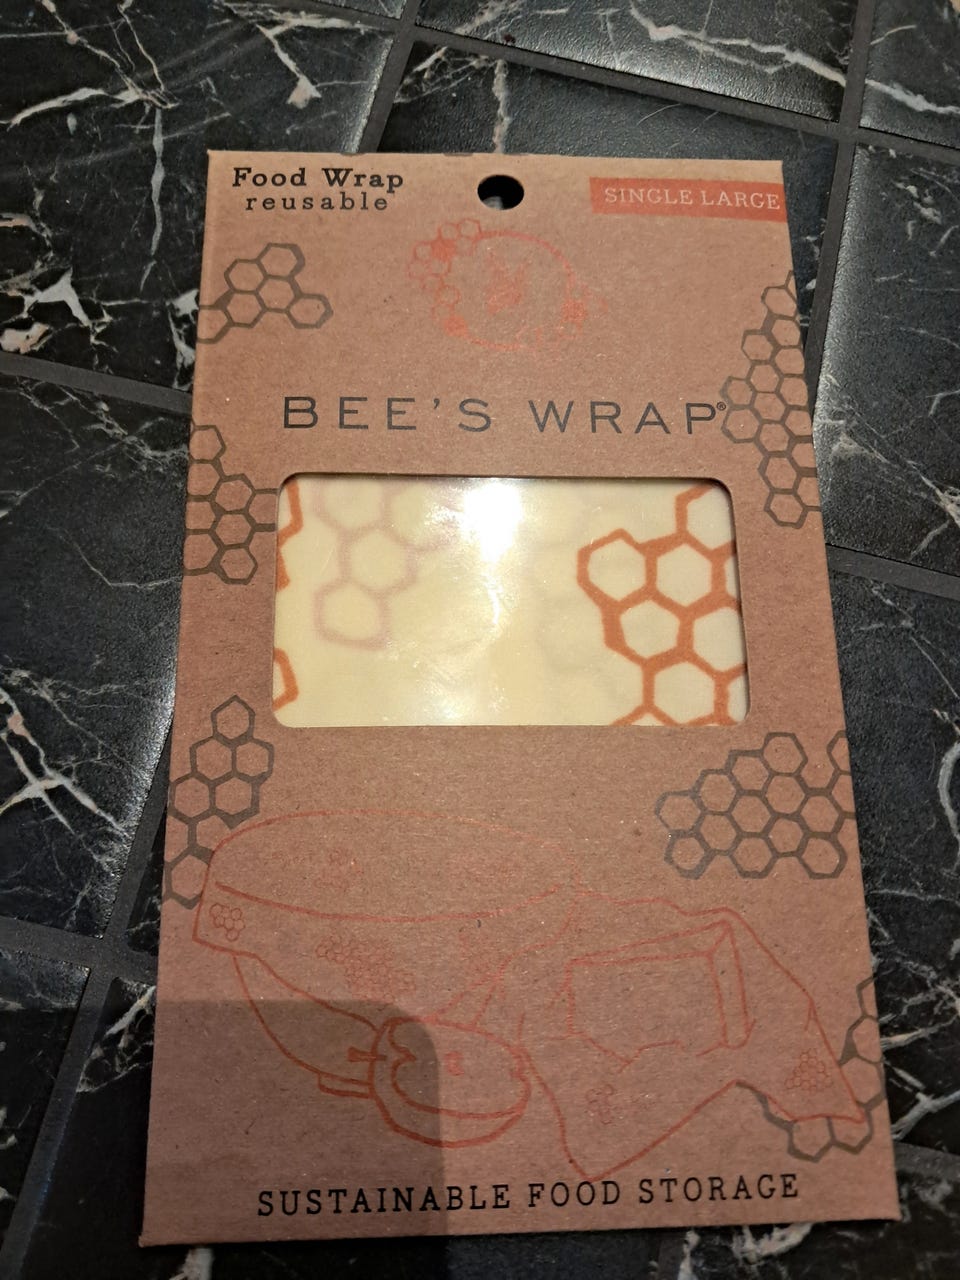 Food Wrap
reusable
SINGLE LARGE
BEE'S WRAP®
SUSTAINABLE FOOD STORAGE